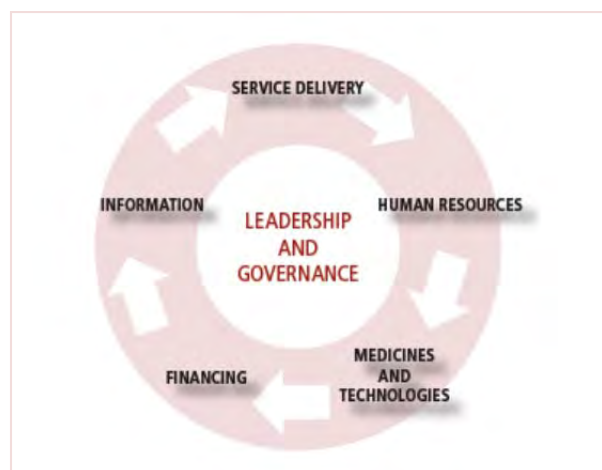 SERVICE DELIVERY
INFORMATION
HUMAN RESOURCES
LEADERSHIP
AND
GOVERNANCE
MEDICINES
AND
TECHNOLOGIES
FINANCING